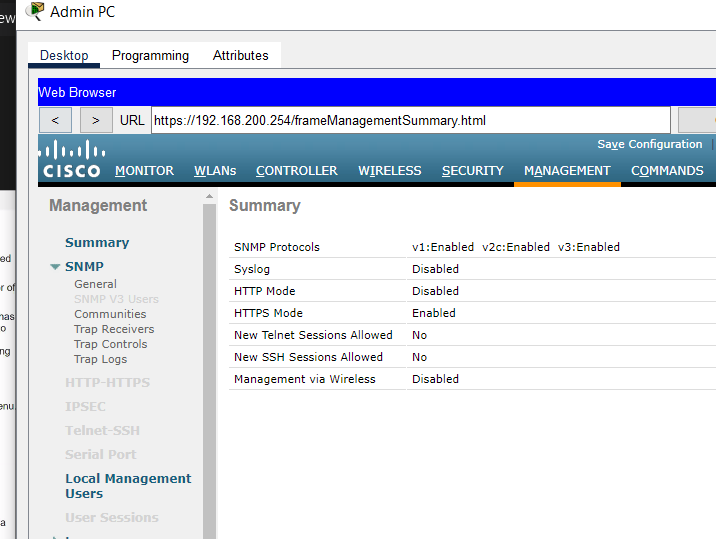 ew
Admin PC
Desktop Programming Attributes
Web Browser
< > URL https://192.168.200.254/frameManagementSummary.html
Save Configuration
CISCO MONITOR WLANs CONTROLLER WIRELESS SECURITY MANAGEMENT COMMANDS
Management
Summary
SNMP
General
SNMP V3 Users
Communities
Trap Receivers
Trap Controls
Trap Logs
HTTP-HTTPS
IPSEC
Telnet-SSH
Serial Port
Local Management
Users
User Sessions
Summary
SNMP Protocols v1:Enabled v2c:Enabled v3:Enabled
Syslog Disabled
HTTP Mode Disabled
HTTPS Mode Enabled
New Telnet Sessions Allowed No
New SSH Sessions Allowed No
Management via Wireless Disabled
ed
r of
has
o
ng
enu
a